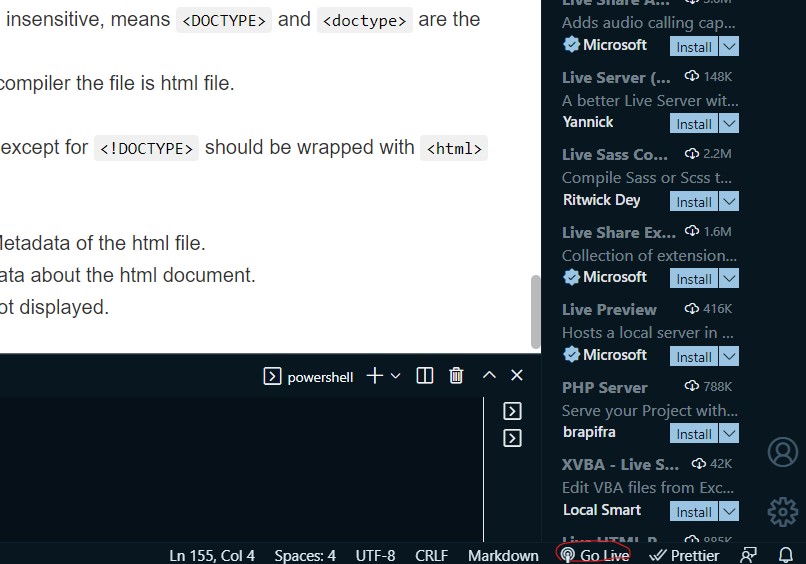 insensitive, means <DOCTYPE> and <doctype> are the
compiler the file is html file.
except for <!DOCTYPE> should be wrapped with <html>
Metadata of the html file.
ata about the html document.
ot displayed.
powershell
Adds audio calling cap...
Microsoft Install
Live Server (... 148K
A better Live Server wit...
Yannick Install
Live Sass Co... 2.2M
Compile Sass or Scss t...
Ritwick Dey Install
Live Share Ex... 1.6M
Collection of extension...
Microsoft Install
Live Preview 416K
Hosts a local server in ...
Microsoft Install
PHP Server 788K
Serve your Project with...
brapifra Install
XVBA - Live S... 42K
Edit VBA files from Exc...
Local Smart Install
Ln 155, Col 4 Spaces: 4 UTF-8 CRLF Markdown Go Live Prettier